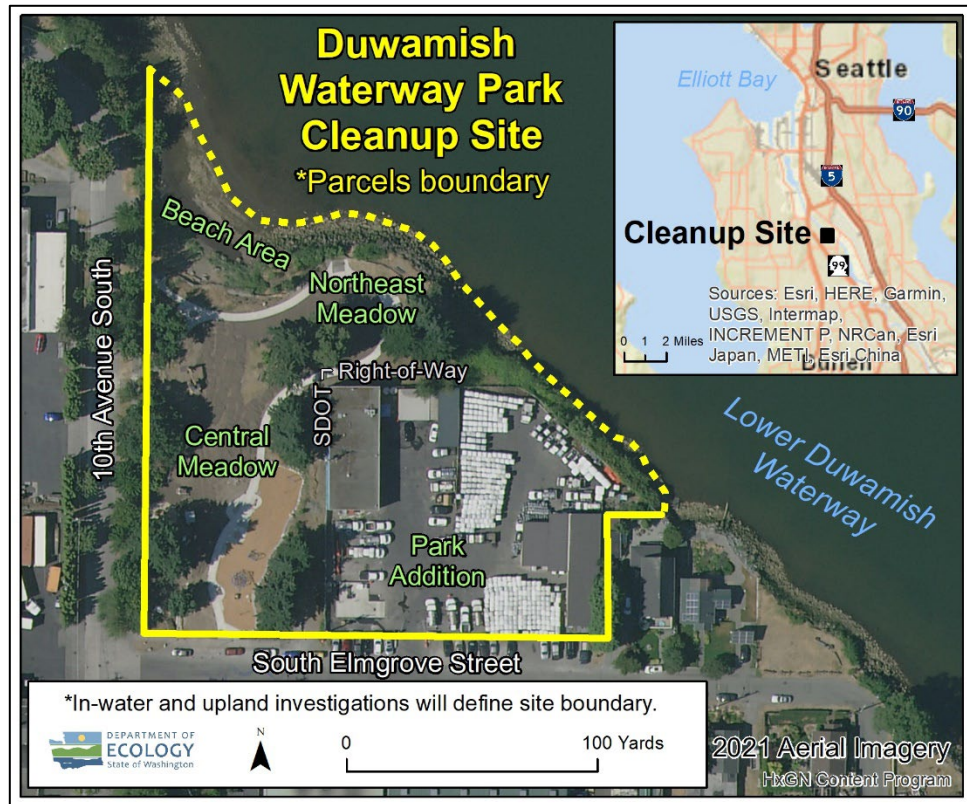 Duwamish
Waterway Park
Cleanup Site
*Parcels boundary
Elliott Bay
Seattle
90
5
Cleanup Site
99
Sources: Esri, HERE, Garmin,
USGS, Intermap,
INCREMENT P, NRCan, Esri
Japan, METI, Esri China
Burien
0 1 2 Miles
Beach Area
Northeast
Meadow
Right-of-Way
SDOT
10th Avenue South
Central
Meadow
Park
Addition
Lower Duwamish
Waterway
South Elmgrove Street
*In-water and upland investigations will define site boundary.
DEPARTMENT OF
ECOLOGY
State of Washington
N
0 100 Yards
2021 Aerial Imagery
HxGN Content Program